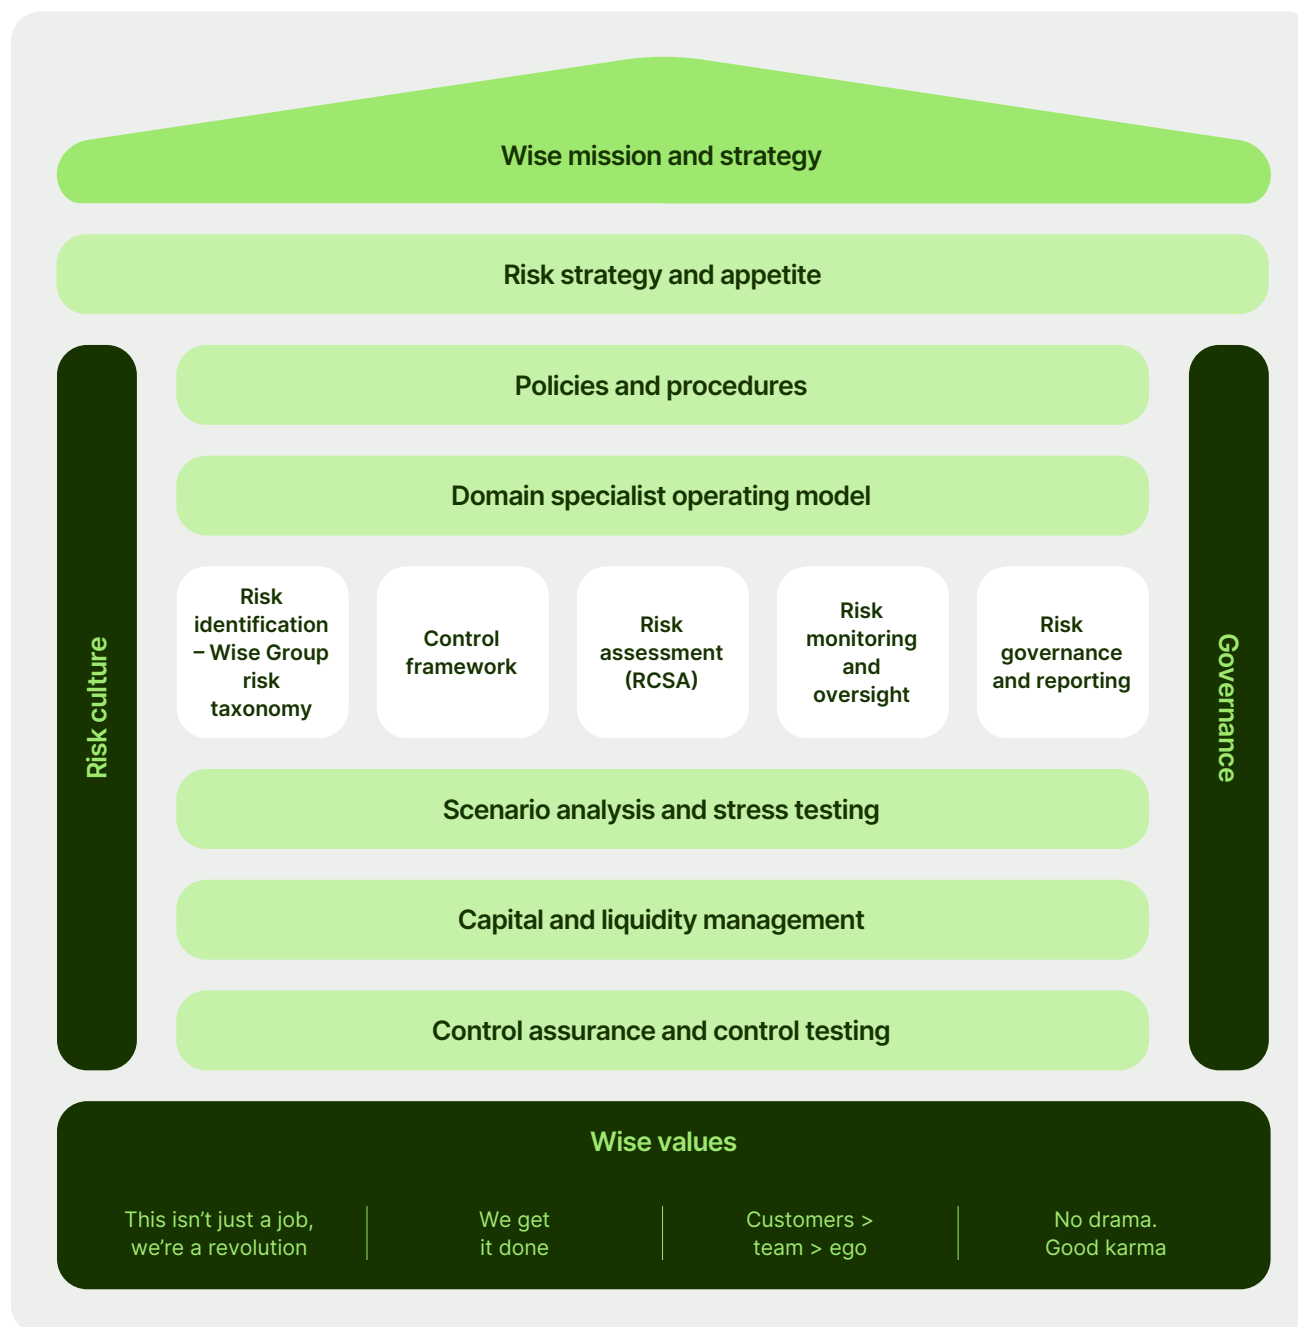 Wise mission and strategy
Risk strategy and appetite
Risk culture
Policies and procedures
Domain specialist operating model
Risk
identification
– Wise Group
risk
taxonomy
Control
framework
Risk
assessment
(RCSA)
Risk
monitoring
and
oversight
Risk
governance
and reporting
Scenario analysis and stress testing
Capital and liquidity management
Control assurance and control testing
Governance
Wise values
This isn’t just a job,
we’re a revolution
We get
it done
Customers >
team > ego
No drama.
Good karma